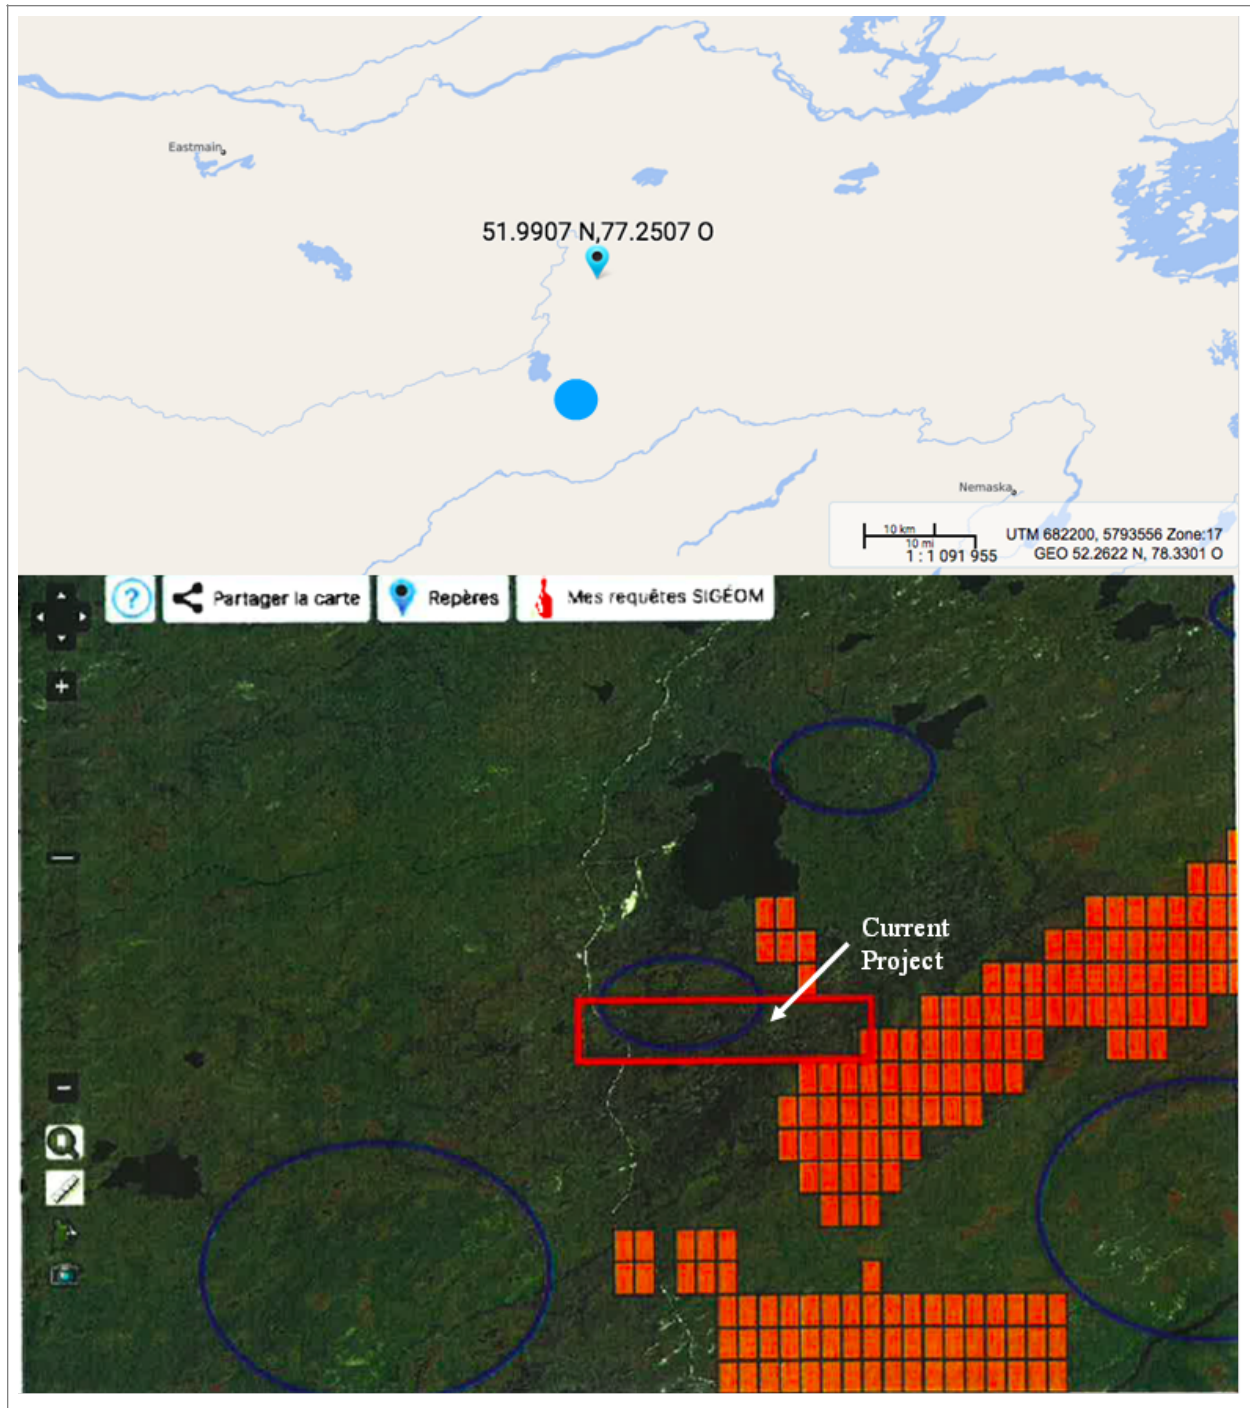 Eastmain
51.9907 N,77.2507 O
Nemaska
10 km
10 mi
1 : 1 091 955
UTM 682200, 5793556 Zone:17
GEO 52.2622 N, 78.3301 O
? Partager la carte Repères Mes requêtes SIGÉOM
Current
Project